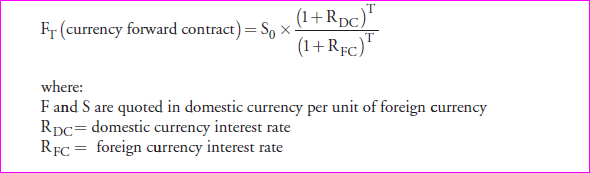 F_T (currency forward contract) = S_0 × (1+R_DC)^T / (1+R_FC)^T
where:
F and S are quoted in domestic currency per unit of foreign currency
R_DC = domestic currency interest rate
R_FC = foreign currency interest rate